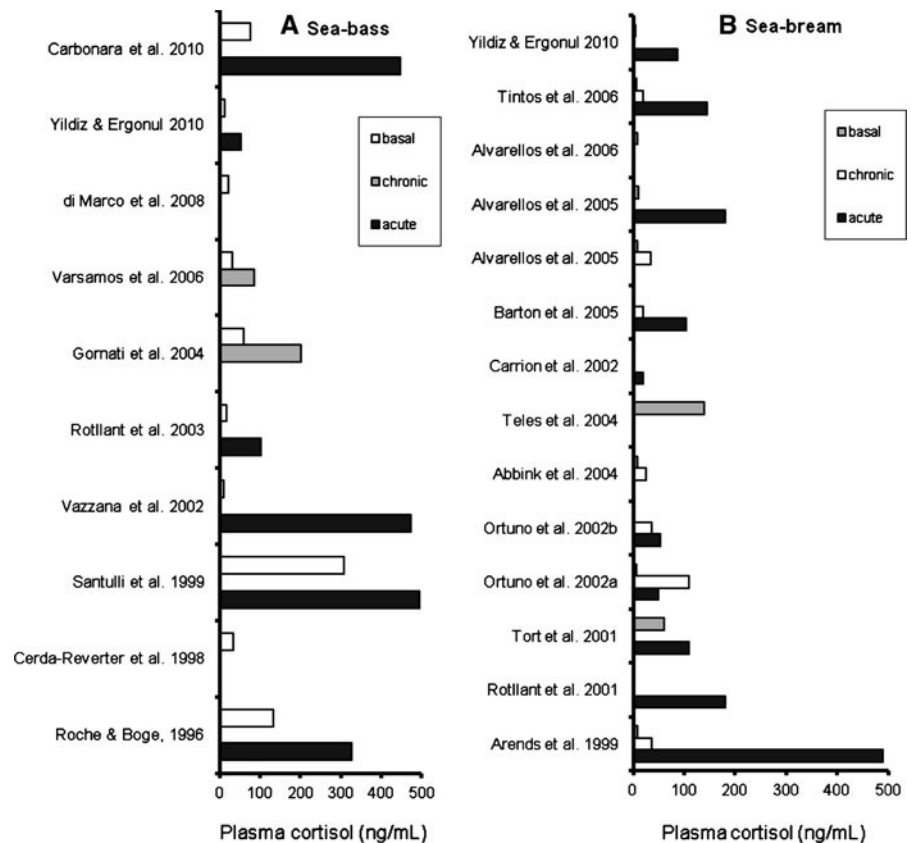 A Sea-bass
Carbonara et al. 2010
Yildiz & Ergonul 2010
di Marco et al. 2008
Varsamos et al. 2006
Gornati et al. 2004
Rotllant et al. 2003
Vazzana et al. 2002
Santulli et al. 1999
Cerda-Reverter et al. 1998
Roche & Boge, 1996
basal
chronic
acute
0 100 200 300 400 500
Plasma cortisol (ng/mL)
B Sea-bream
Yildiz & Ergonul 2010
Tintos et al. 2006
Alvarellos et al. 2006
Alvarellos et al. 2005
Alvarellos et al. 2005
Barton et al. 2005
Carrion et al. 2002
Teles et al. 2004
Abbink et al. 2004
Ortuno et al. 2002b
Ortuno et al. 2002a
Tort et al. 2001
Rotllant et al. 2001
Arends et al. 1999
basal
chronic
acute
0 100 200 300 400 500
Plasma cortisol (ng/mL)